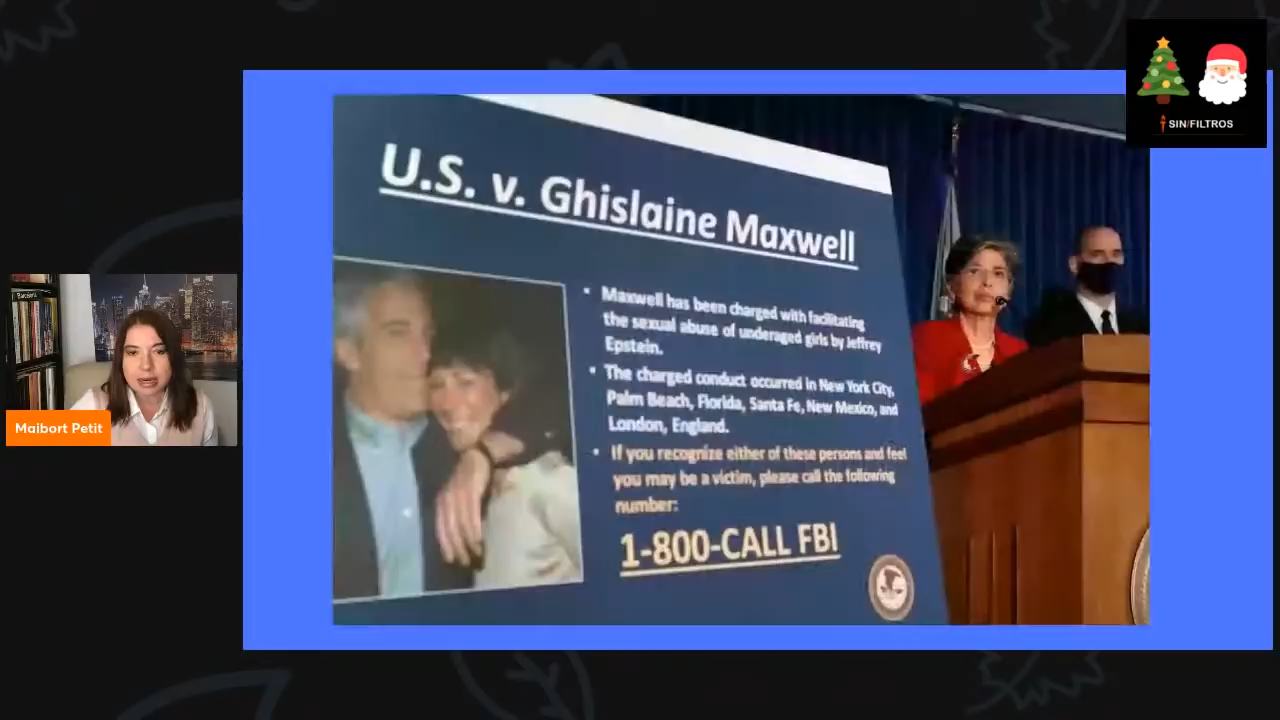 SIN/FILTROS
U.S. v. Ghislaine Maxwell
• Maxwell has been charged with facilitating
the sexual abuse of underaged girls by Jeffrey
Epstein.
• The charged conduct occurred in New York City,
Palm Beach, Florida, Santa Fe, New Mexico, and
London, England.
• If you recognize either of these persons and feel
you may be a victim, please call the following
number:
1-800-CALL FBI
Barcelona
Maibort Petit